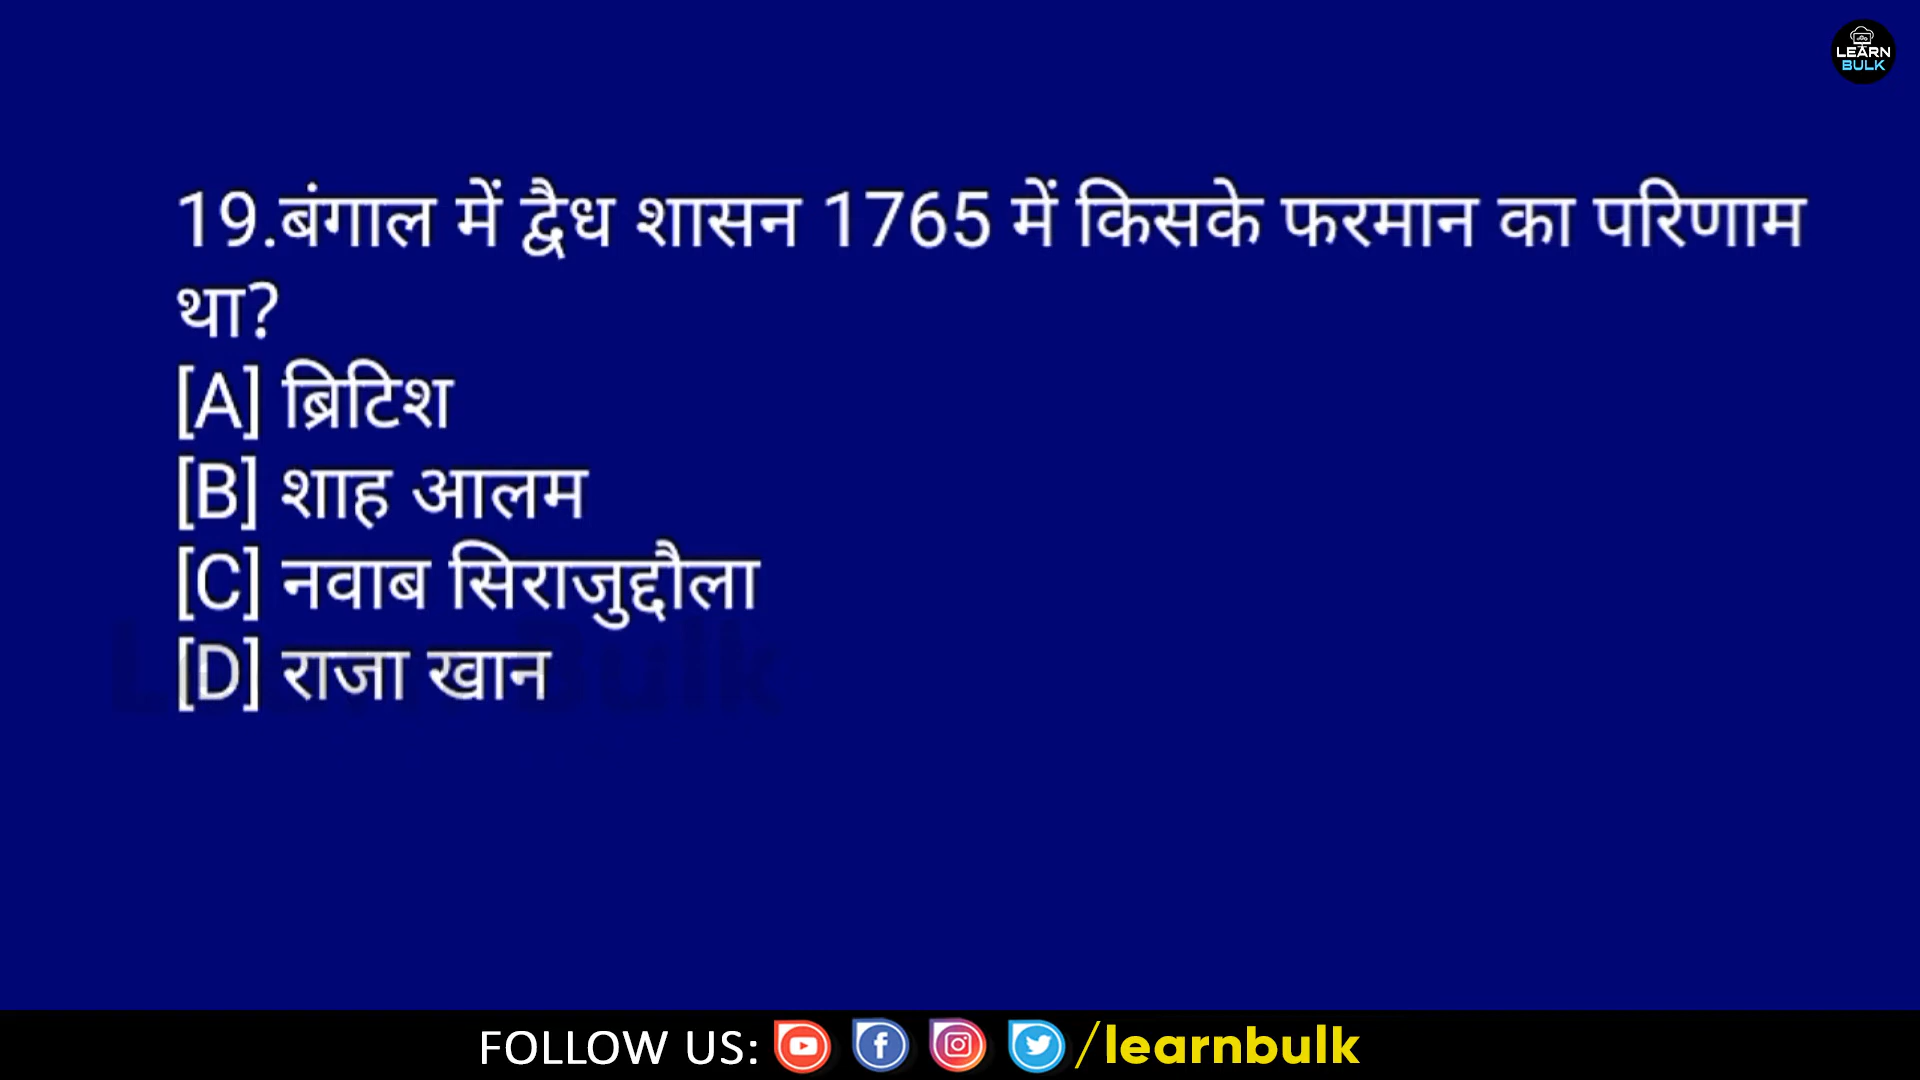 LEARN
BULK
19.बंगाल में द्वैध शासन 1765 में किसके फरमान का परिणाम
था?
[A] ब्रिटिश
[B] शाह आलम
[C] नवाब सिराजुद्दौला
[D] राजा खान
FOLLOW US: /learnbulk